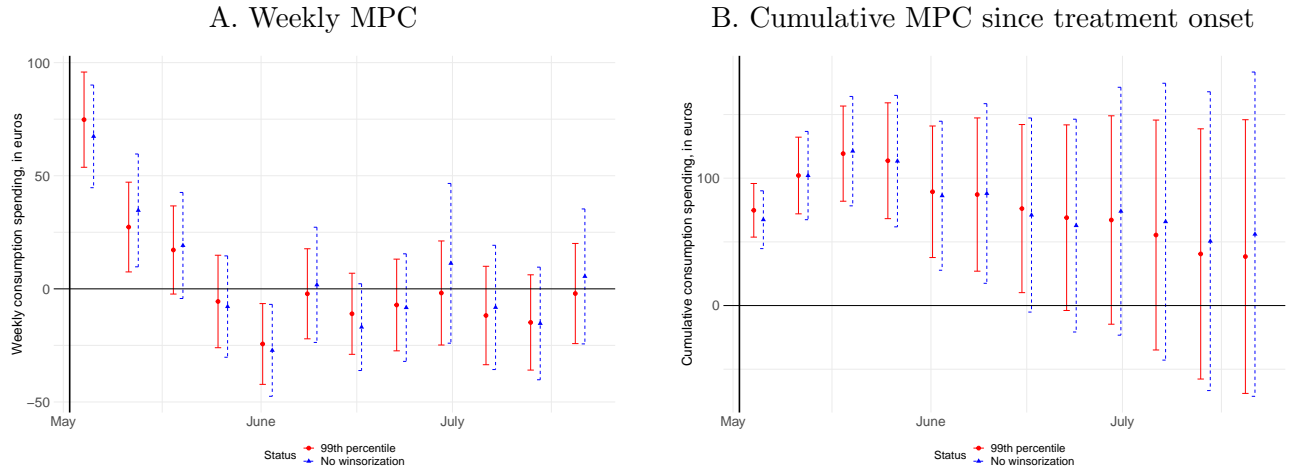 A. Weekly MPC
Weekly consumption spending, in euros
100
50
0
−50
May
June
July
Status
99th percentile
No winsorization
B. Cumulative MPC since treatment onset
Cumulative consumption spending, in euros
100
0
May
June
July
Status
99th percentile
No winsorization